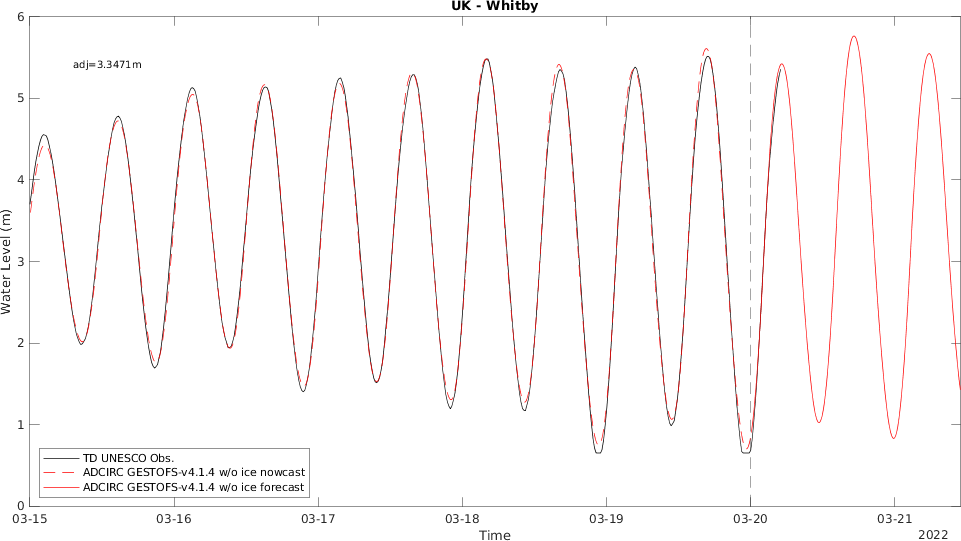 UK - Whitby
adj=3.3471m
Water Level (m)
6
5
4
3
2
1
0
TD UNESCO Obs.
ADCIRC GESTOFS-v4.1.4 w/o ice nowcast
ADCIRC GESTOFS-v4.1.4 w/o ice forecast
03-15 03-16 03-17 03-18 03-19 03-20 03-21
Time
2022